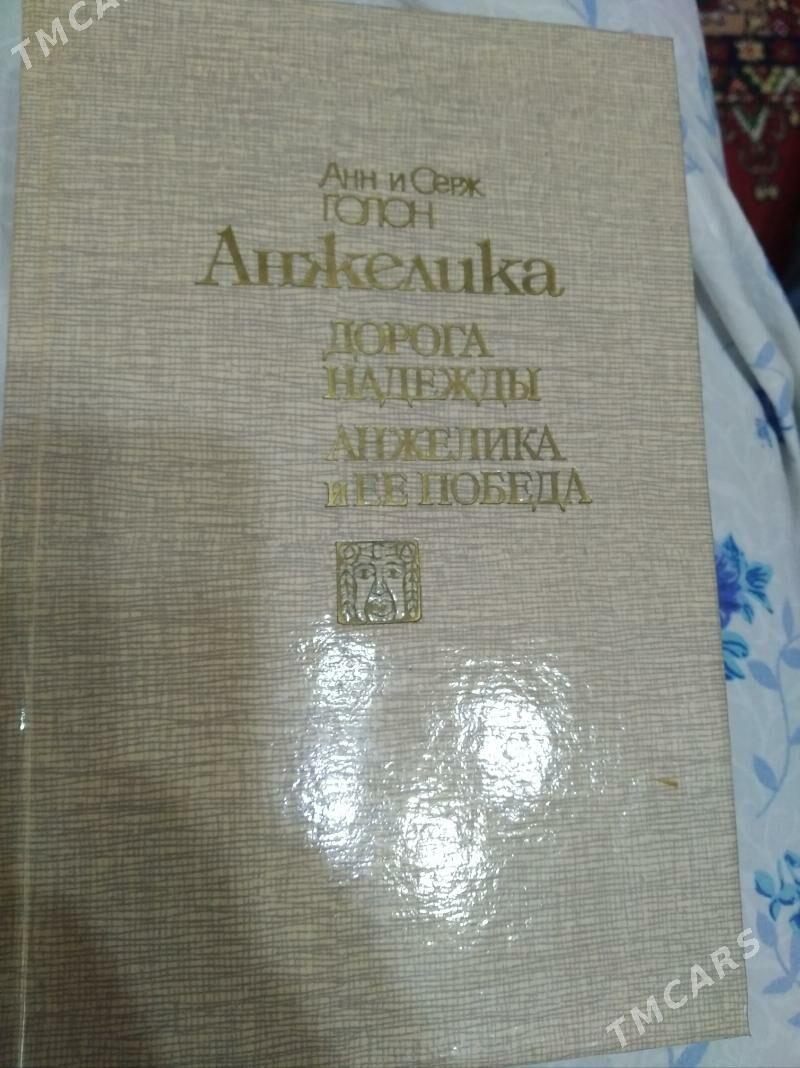 TMCARS
Анн и Серж
ГОЛОН
Анжелика
ДОРОГА
НАДЕЖДЫ
АНЖЕЛИКА
и ЕЕ ПОБЕДА
TMCARS